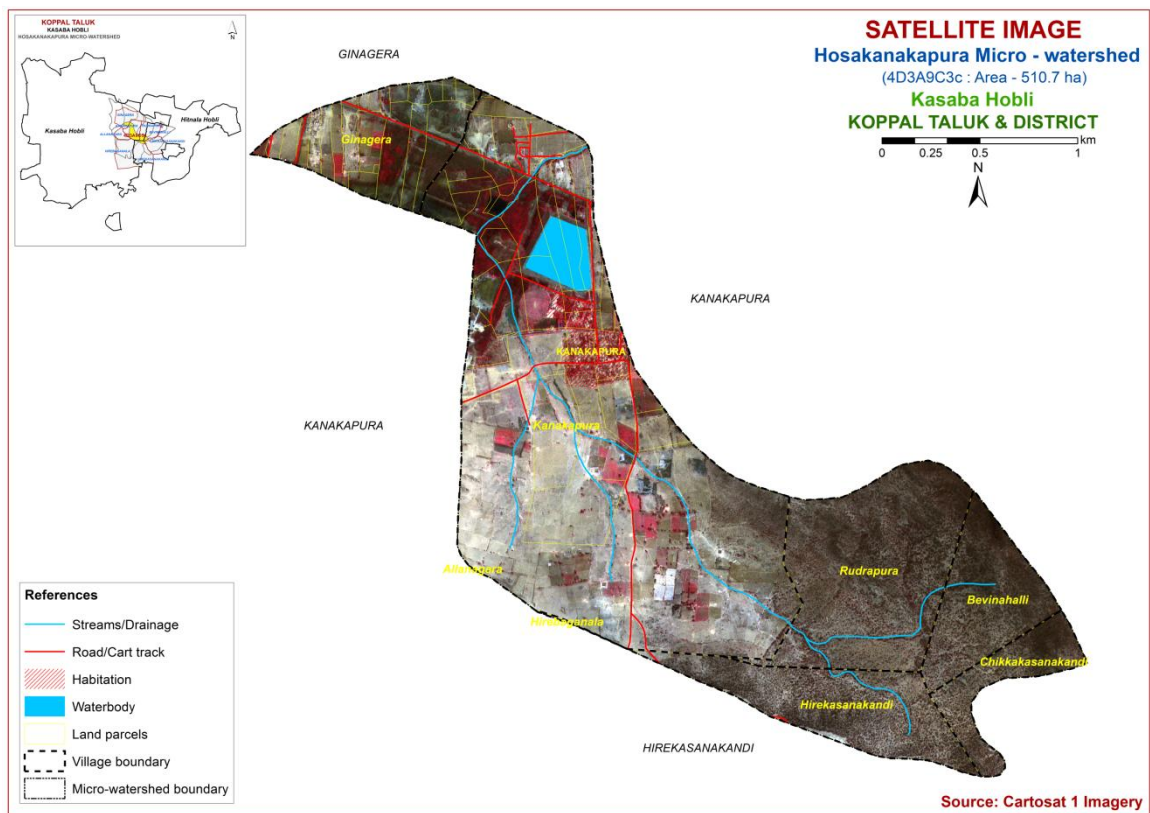 KOPPAL TALUK
KASABA HOBLI
HOSAKANAKAPURA MICRO-WATERSHED
N
Kasaba Hobli
Hitnala Hobli
SATELLITE IMAGE
Hosakanakapura Micro - watershed
(4D3A9C3c : Area - 510.7 ha)
Kasaba Hobli
KOPPAL TALUK & DISTRICT
km
0 0.25 0.5 1
N
GINAGERA
Ginagera
KANAKAPURA
KANAKAPURA
KANAKAPURA
Kanakapura
Allanagara
Rudrapura
Bevinahalli
Hirebaganala
Chikkakasanakandi
Hirekasanakandi
HIREKASANAKANDI
References
Streams/Drainage
Road/Cart track
Habitation
Waterbody
Land parcels
Village boundary
Micro-watershed boundary
Source: Cartosat 1 Imagery